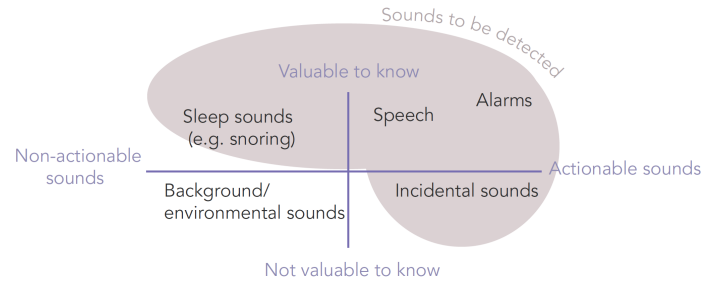 Sounds to be detected
Valuable to know
Alarms
Sleep sounds
(e.g. snoring)
Speech
Non-actionable
sounds
Actionable sounds
Background/
environmental sounds
Incidental sounds
Not valuable to know